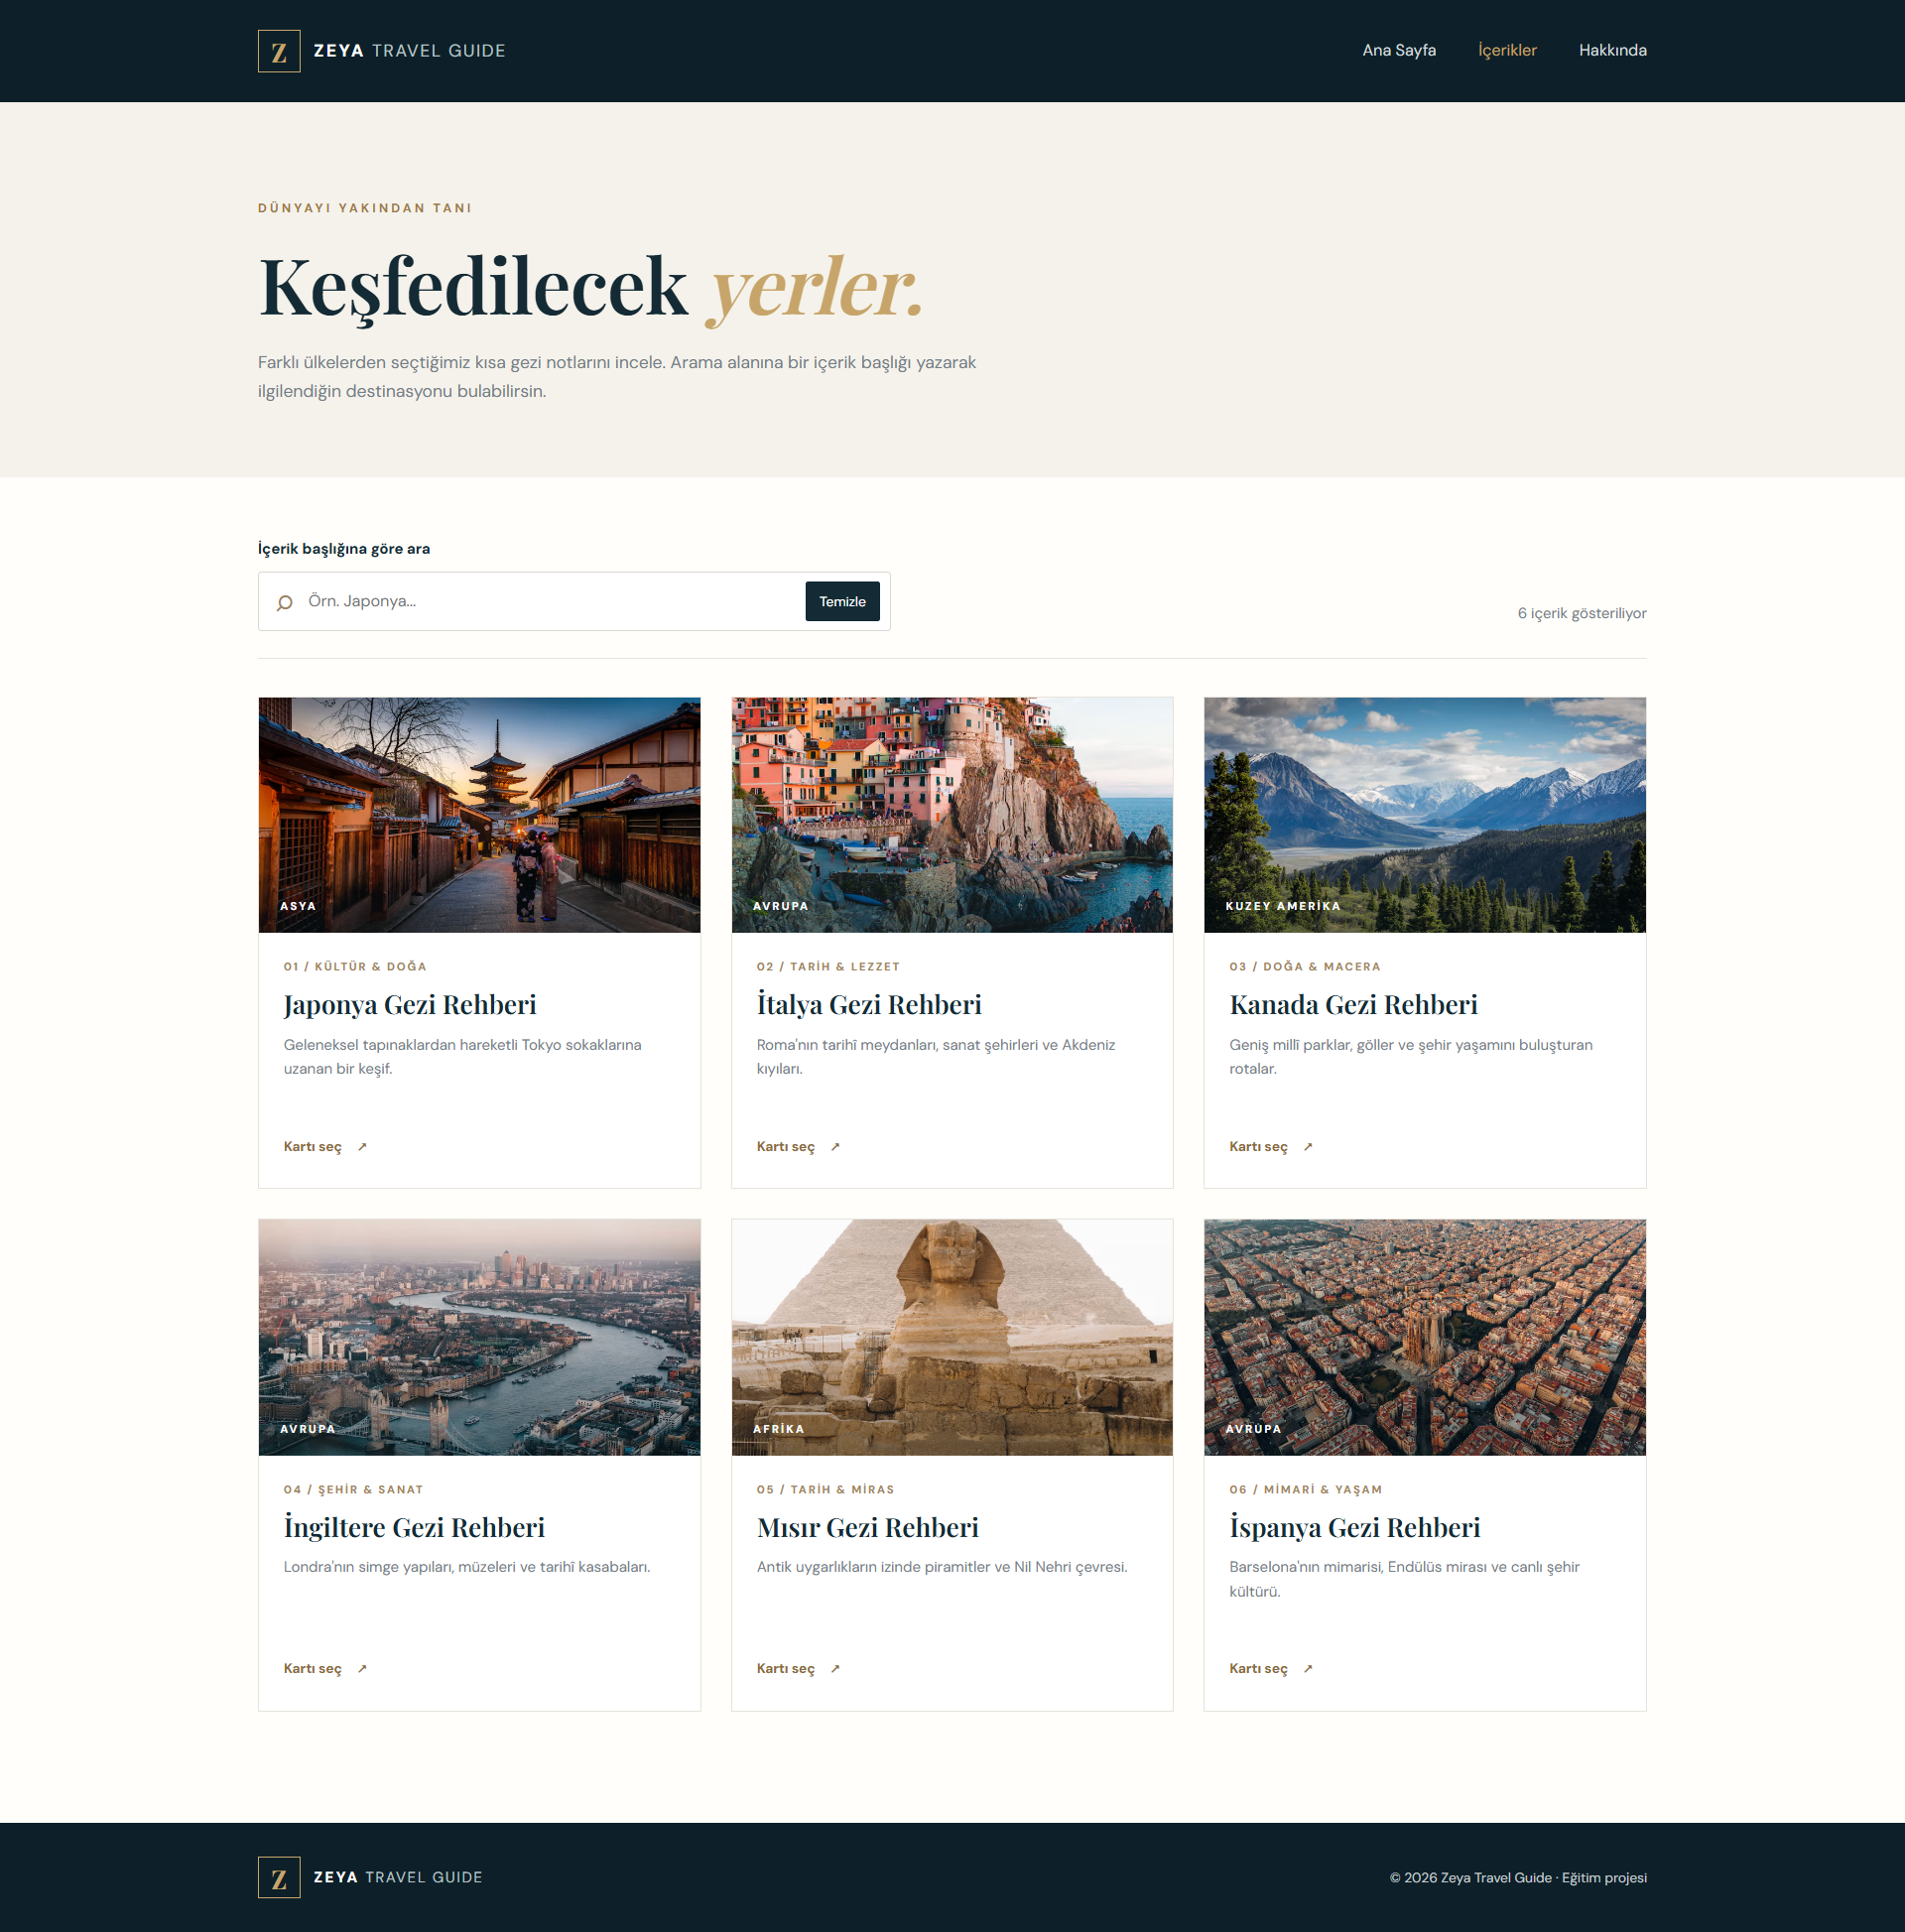 Z ZEYA TRAVEL GUIDE
Ana Sayfa İçerikler Hakkında
DÜNYAYI YAKINDAN TANI
Keşfedilecek yerler.
Farklı ülkelerden seçtiğimiz kısa gezi notlarını incele. Arama alanına bir içerik başlığı yazarak
ilgilendiğin destinasyonu bulabilirsin.
İçerik başlığına göre ara
Örn. Japonya...
Temizle
6 içerik gösteriliyor
ASYA
01 / KÜLTÜR & DOĞA
Japonya Gezi Rehberi
Geleneksel tapınaklardan hareketli Tokyo sokaklarına
uzanan bir keşif.
Kartı seç ↗
AVRUPA
02 / TARİH & LEZZET
İtalya Gezi Rehberi
Roma'nın tarihî meydanları, sanat şehirleri ve Akdeniz
kıyıları.
Kartı seç ↗
KUZEY AMERİKA
03 / DOĞA & MACERA
Kanada Gezi Rehberi
Geniş millî parklar, göller ve şehir yaşamını buluşturan
rotalar.
Kartı seç ↗
AVRUPA
04 / ŞEHİR & SANAT
İngiltere Gezi Rehberi
Londra'nın simge yapıları, müzeleri ve tarihî kasabaları.
Kartı seç ↗
AFRİKA
05 / TARİH & MİRAS
Mısır Gezi Rehberi
Antik uygarlıkların izinde piramitler ve Nil Nehri çevresi.
Kartı seç ↗
AVRUPA
06 / MİMARİ & YAŞAM
İspanya Gezi Rehberi
Barselona'nın mimarisi, Endülüs mirası ve canlı şehir
kültürü.
Kartı seç ↗
Z ZEYA TRAVEL GUIDE
© 2026 Zeya Travel Guide · Eğitim projesi